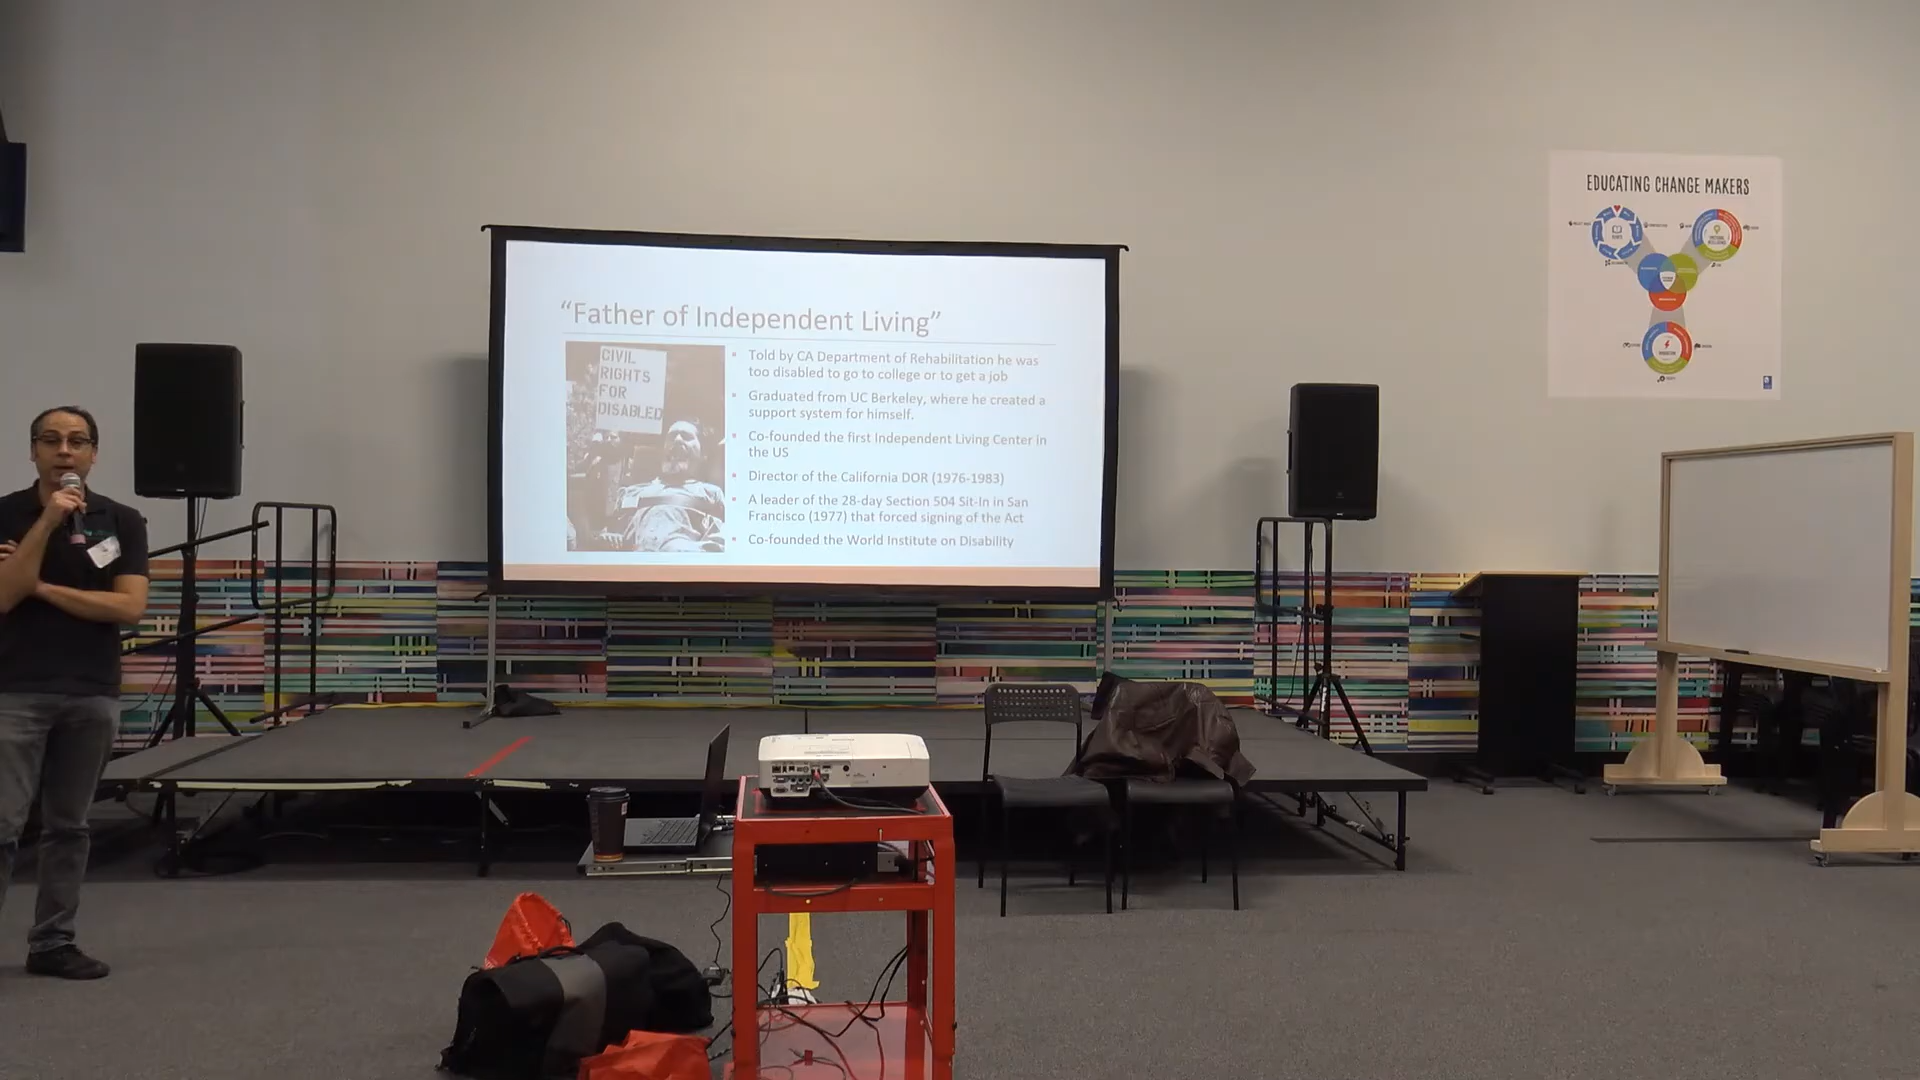 "Father of Independent Living"
CIVIL
RIGHTS
FOR
DISABLED
Told by CA Department of Rehabilitation he was
too disabled to go to college or to get a job
Graduated from UC Berkeley, where he created a
support system for himself.
Co-founded the first Independent Living Center in
the US
Director of the California DOR (1976-1983)
A leader of the 28-day Section 504 Sit-In in San
Francisco (1977) that forced signing of the Act
Co-founded the World Institute on Disability
EDUCATING CHANGE MAKERS